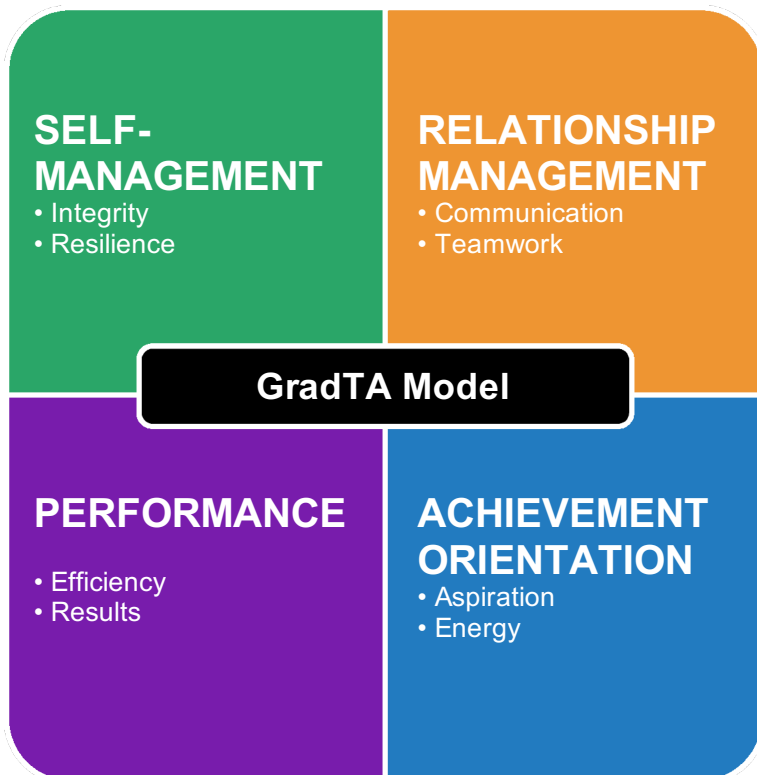 SELF-
MANAGEMENT
• Integrity
• Resilience
RELATIONSHIP
MANAGEMENT
• Communication
• Teamwork
GradTA Model
PERFORMANCE
• Efficiency
• Results
ACHIEVEMENT
ORIENTATION
• Aspiration
• Energy